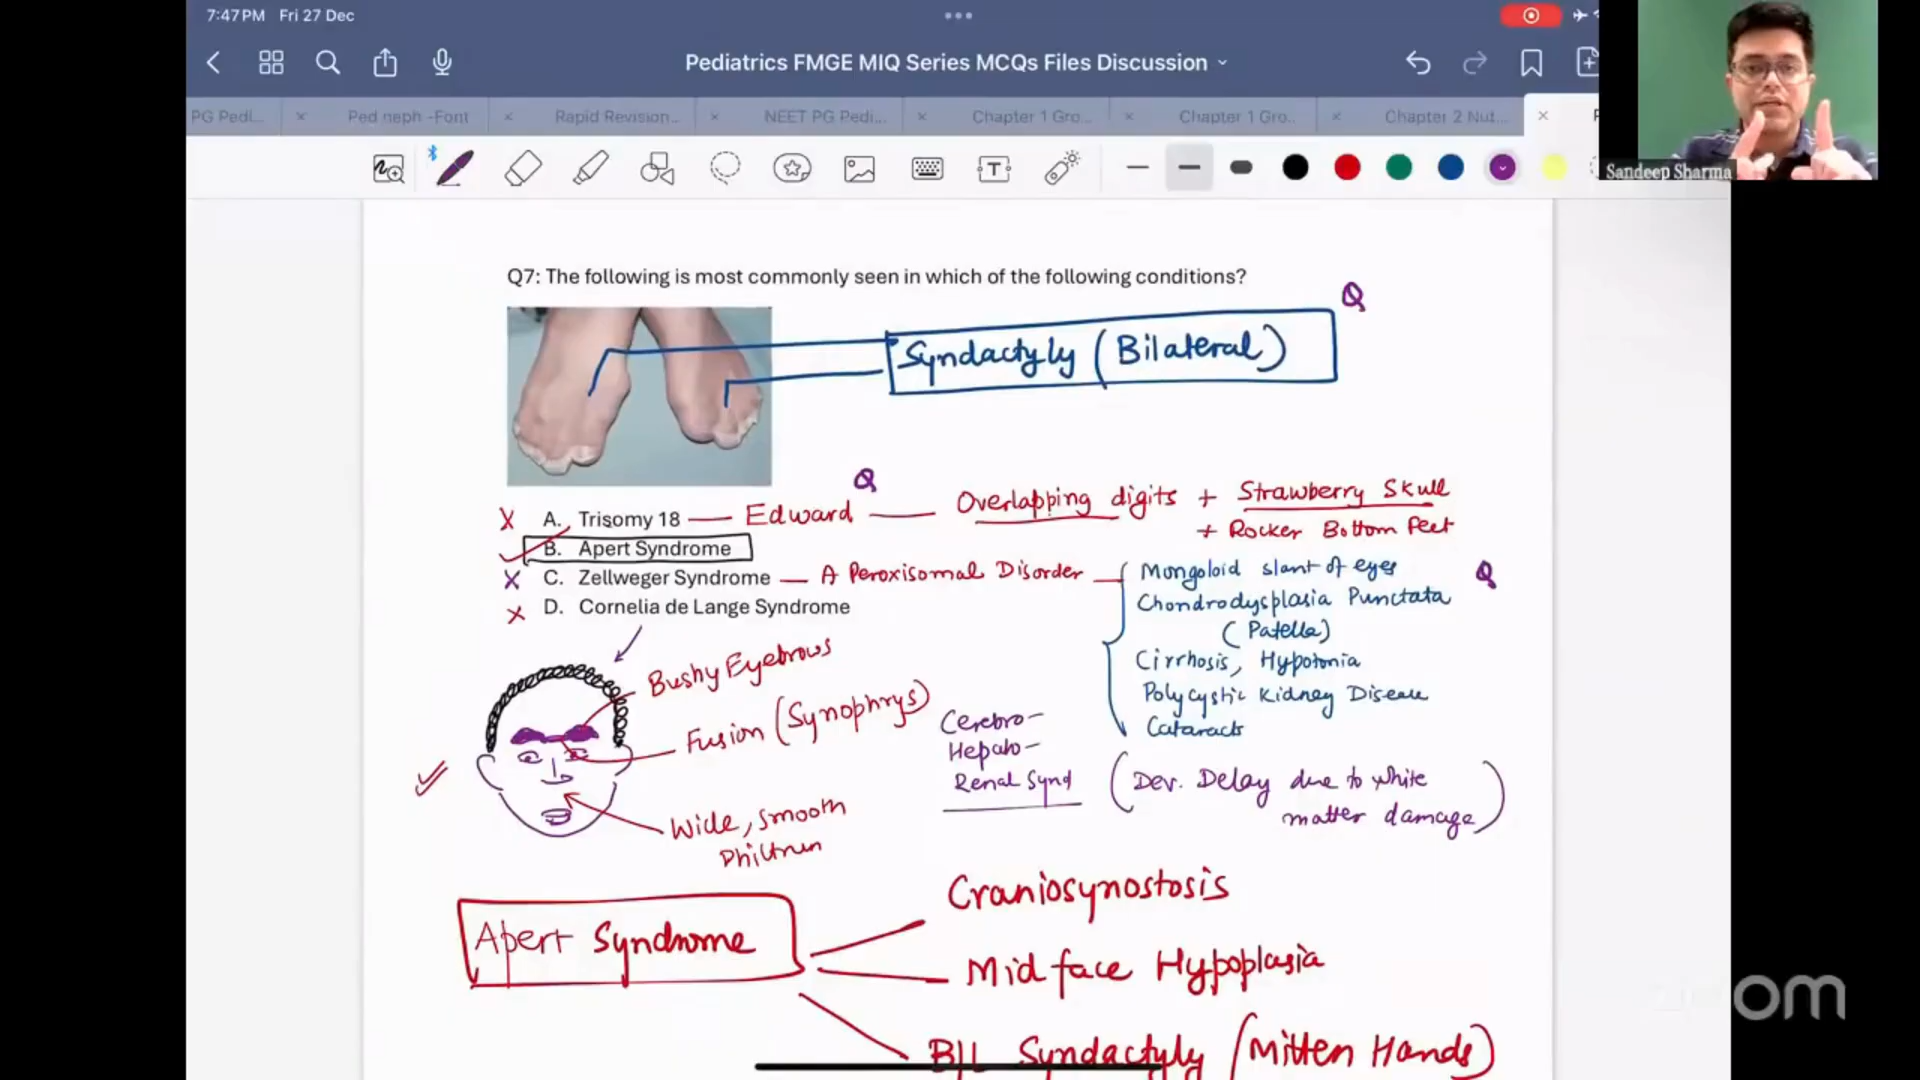 7:47PM Fri 27 Dec
Pediatrics FMGE MIQ Series MCQs Files Discussion
PG Pedi... Ped neph -Font Rapid Revision... NEET PG Pedi... Chapter 1 Gro... Chapter 1 Gro... Chapter 2 Nut...
Sandeep Sharma
Q7: The following is most commonly seen in which of the following conditions?
Q
Syndactyly (Bilateral)
Q
X A. Trisomy 18 — Edward — Overlapping digits + Strawberry Skull
+ Rocker Bottom Feet
B. Apert Syndrome
X C. Zellweger Syndrome — A Peroxisomal Disorder
X D. Cornelia de Lange Syndrome
Mongoloid slant of eyes
Q
Chondrodysplasia Punctata
(Patella)
Cirrhosis, Hypotonia
Polycystic Kidney Disease
Cataracts
Bushy Eyebrows
Fusion (Synophrys)
Wide, Smooth
Philtrum
Cerebro-
Hepato-
Renal Synd
(Dev. Delay due to white
matter damage)
Apert Syndrome
Craniosynostosis
Mid face Hypoplasia
B/L Syndactyly (Mitten Hands)
zoom